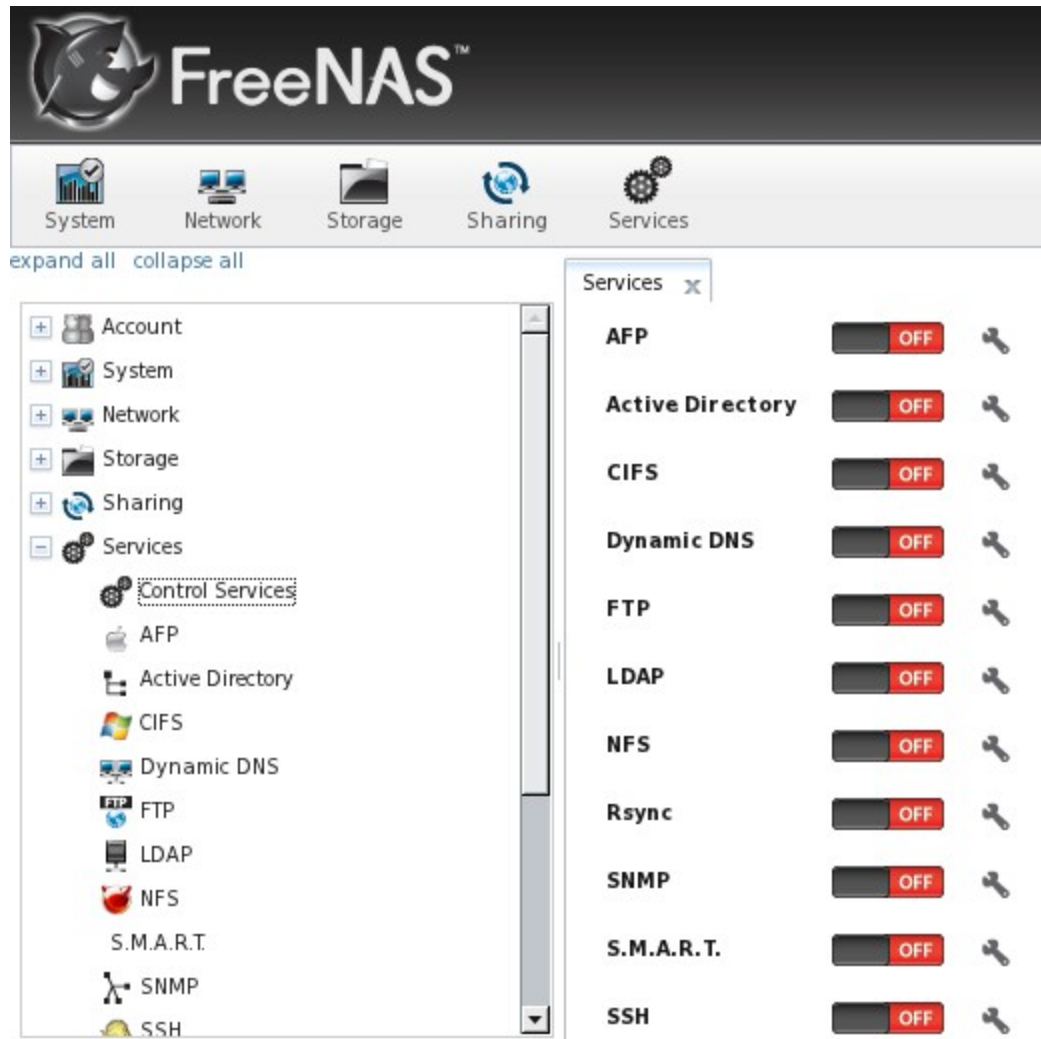 FreeNAS™
System Network Storage Sharing Services
expand all collapse all
Services x
Account
System
Network
Storage
Sharing
Services
Control Services
AFP
Active Directory
CIFS
Dynamic DNS
FTP
FTP
LDAP
NFS
S.M.A.R.T.
SNMP
SSH
AFP OFF
Active Directory OFF
CIFS OFF
Dynamic DNS OFF
FTP OFF
LDAP OFF
NFS OFF
Rsync OFF
SNMP OFF
S.M.A.R.T. OFF
SSH OFF